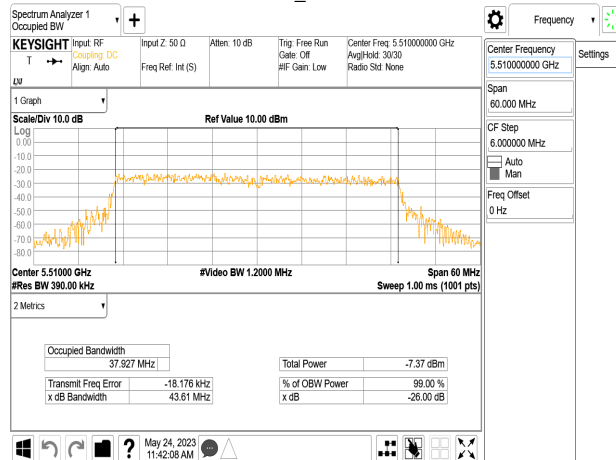 Spectrum Analyzer 1
Occupied BW
Frequency
KEYSIGHT
Input: RF
Coupling: DC
Align: Auto
Input Z: 50 Ω
Freq Ref: Int (S)
Atten: 10 dB
Trig: Free Run
Gate: Off
#IF Gain: Low
Center Freq: 5.510000000 GHz
Avg|Hold: 30/30
Radio Std: None
T
LXI
Center Frequency
5.510000000 GHz
Settings
Span
60.000 MHz
CF Step
6.000000 MHz
Auto
Man
Freq Offset
0 Hz
1 Graph
Scale/Div 10.0 dB
Ref Value 10.00 dBm
Log
0.00
-10.0
-20.0
-30.0
-40.0
-50.0
-60.0
-70.0
-80.0
Center 5.51000 GHz
#Video BW 1.2000 MHz
Span 60 MHz
#Res BW 390.00 kHz
Sweep 1.00 ms (1001 pts)
2 Metrics
Occupied Bandwidth
37.927 MHz
Total Power -7.37 dBm
Transmit Freq Error -18.176 kHz
% of OBW Power 99.00 %
x dB Bandwidth 43.61 MHz
x dB -26.00 dB
?
May 24, 2023
11:42:08 AM